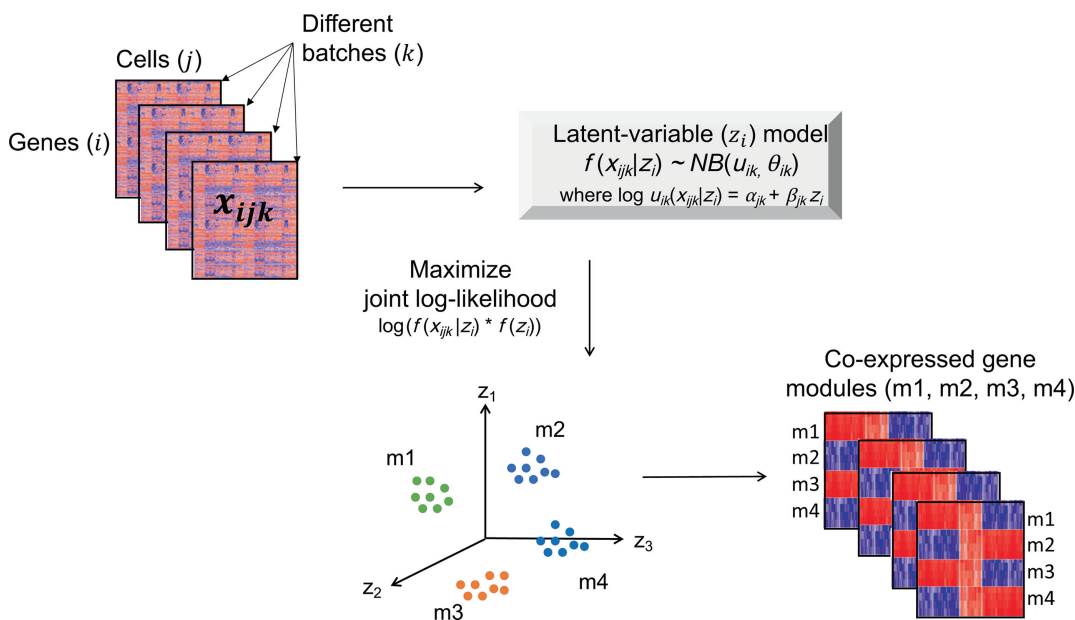 Different
batches (k)
Cells (j)
Genes (i)
x_ijk
Latent-variable (z_i) model
f(x_ijk|z_i) ~ NB(u_ik, θ_ik)
where log u_ik(x_ijk|z_i) = α_jk + β_jk z_i
Maximize
joint log-likelihood
log(f(x_ijk|z_i) * f(z_i))
Co-expressed gene
modules (m1, m2, m3, m4)
z_1
m1
m2
z_3
z_2
m3
m4
m1
m2
m3
m4
m1
m2
m3
m4